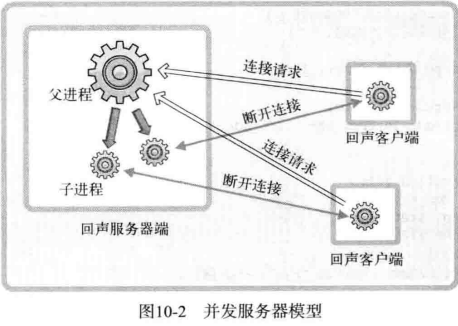 父进程
连接请求
断开连接
回声客户端
连接请求
子进程
断开连接
回声服务器端
回声客户端
图10-2 并发服务器模型